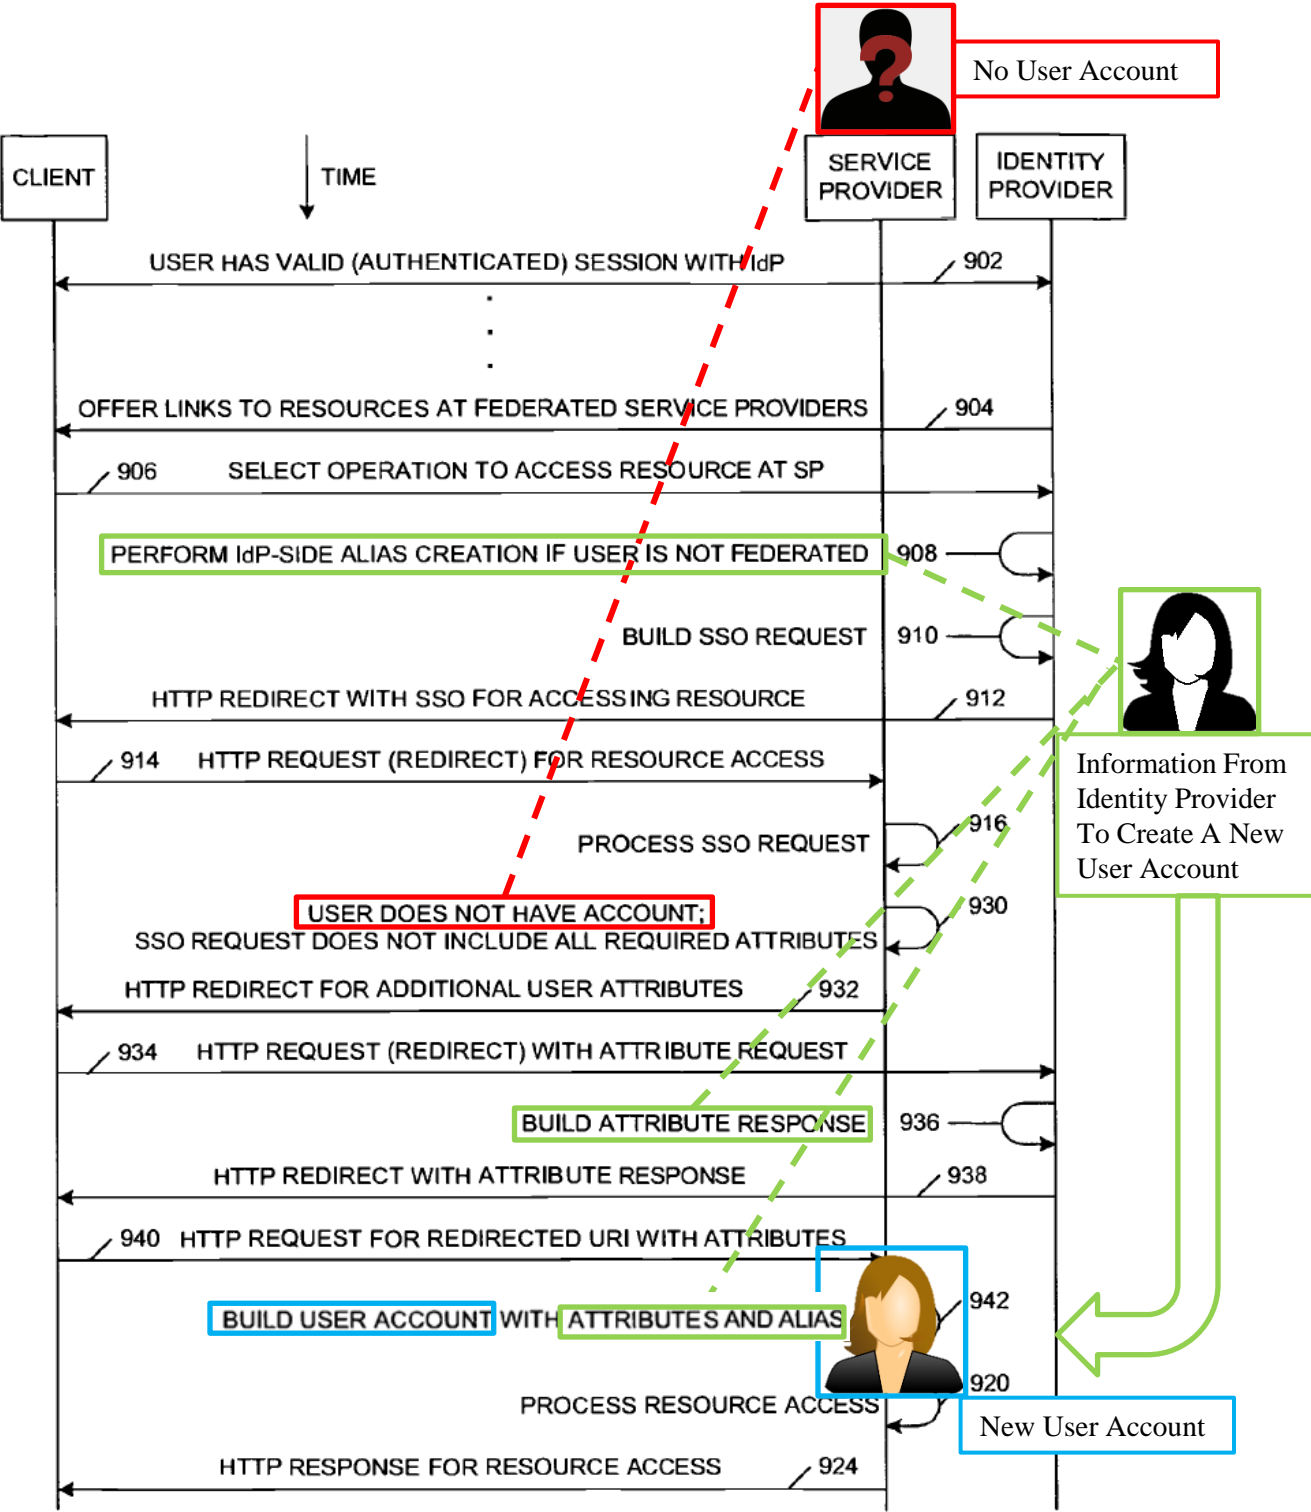 ?
No User Account
CLIENT
TIME
SERVICE
PROVIDER
IDENTITY
PROVIDER
USER HAS VALID (AUTHENTICATED) SESSION WITH IdP
902
OFFER LINKS TO RESOURCES AT FEDERATED SERVICE PROVIDERS
904
906
SELECT OPERATION TO ACCESS RESOURCE AT SP
PERFORM IdP-SIDE ALIAS CREATION IF USER IS NOT FEDERATED
908
BUILD SSO REQUEST
910
HTTP REDIRECT WITH SSO FOR ACCESSING RESOURCE
912
914
HTTP REQUEST (REDIRECT) FOR RESOURCE ACCESS
Information From
Identity Provider
To Create A New
User Account
PROCESS SSO REQUEST
916
USER DOES NOT HAVE ACCOUNT;
SSO REQUEST DOES NOT INCLUDE ALL REQUIRED ATTRIBUTES
930
HTTP REDIRECT FOR ADDITIONAL USER ATTRIBUTES
932
934
HTTP REQUEST (REDIRECT) WITH ATTRIBUTE REQUEST
BUILD ATTRIBUTE RESPONSE
936
HTTP REDIRECT WITH ATTRIBUTE RESPONSE
938
940
HTTP REQUEST FOR REDIRECTED URI WITH ATTRIBUTES
BUILD USER ACCOUNT WITH ATTRIBUTES AND ALIAS
942
PROCESS RESOURCE ACCESS
920
New User Account
HTTP RESPONSE FOR RESOURCE ACCESS
924